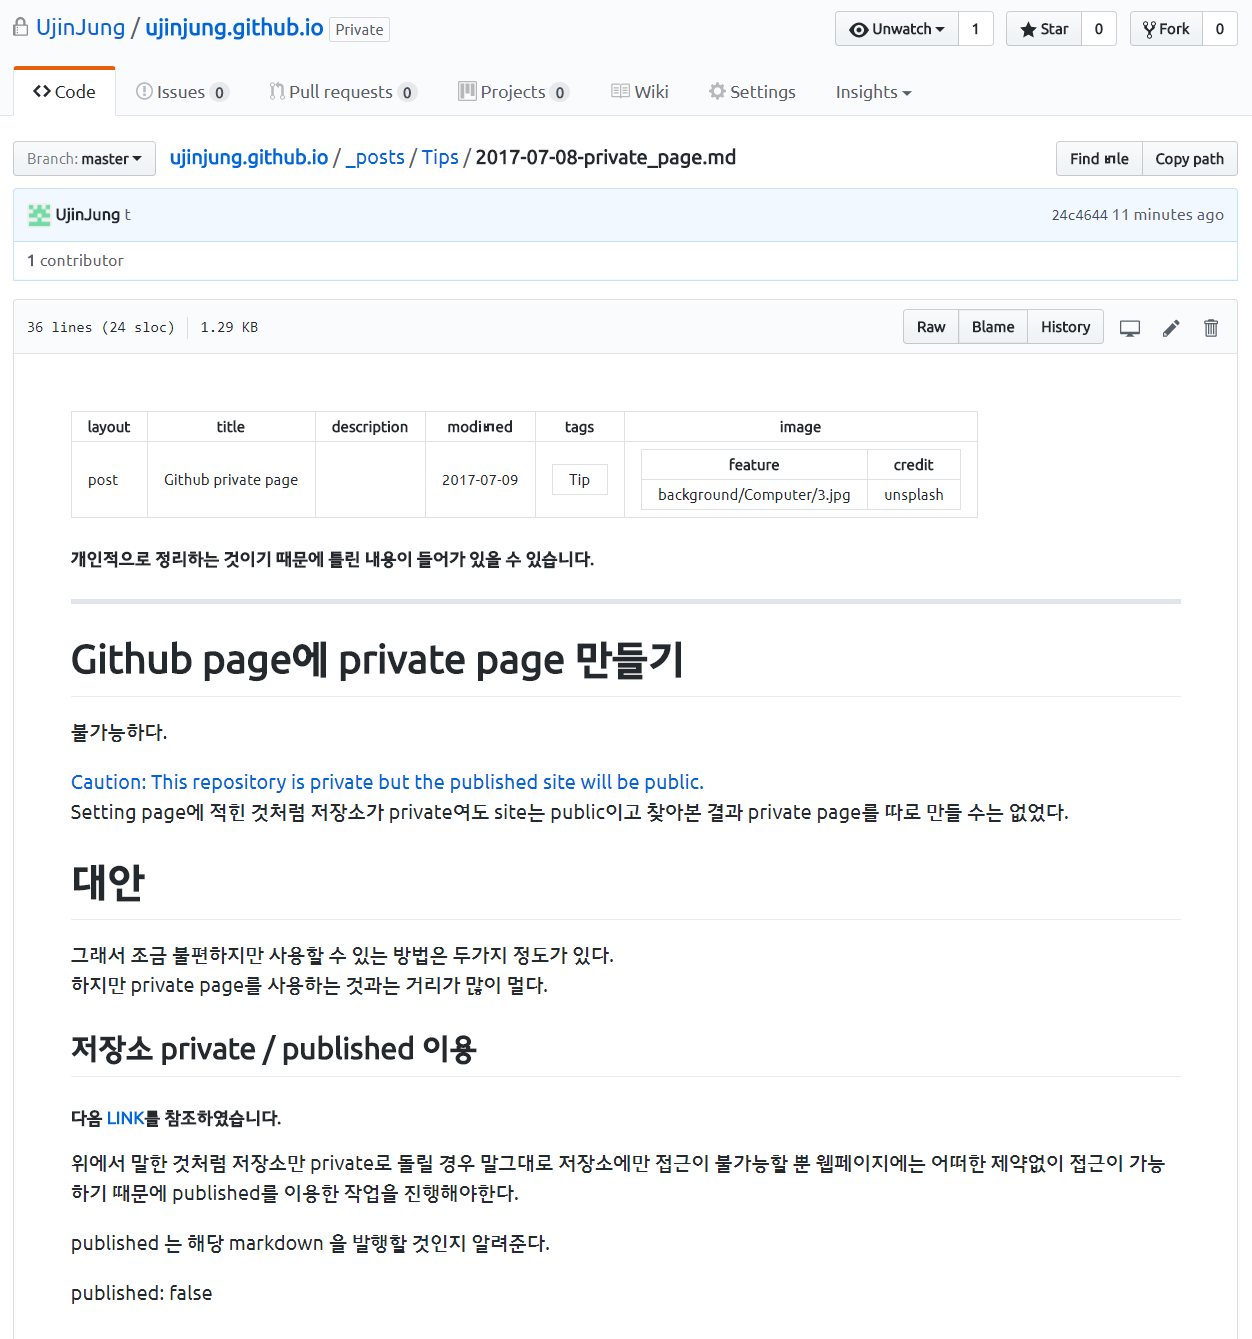 UjinJung / ujinjung.github.io Private
Unwatch 1 Star 0 Fork 0
Code Issues 0 Pull requests 0 Projects 0 Wiki Settings Insights
Branch: master ujinjung.github.io / _posts / Tips / 2017-07-08-private_page.md
Find file Copy path
UjinJung t 24c4644 11 minutes ago
1 contributor
36 lines (24 sloc) 1.29 KB Raw Blame History
layout title description modified tags image
feature credit
post Github private page 2017-07-09 Tip
background/Computer/3.jpg unsplash
개인적으로 정리하는 것이기 때문에 틀린 내용이 들어가 있을 수 있습니다.
Github page에 private page 만들기
불가능하다.
Caution: This repository is private but the published site will be public.
Setting page에 적힌 것처럼 저장소가 private여도 site는 public이고 찾아본 결과 private page를 따로 만들 수는 없었다.
대안
그래서 조금 불편하지만 사용할 수 있는 방법은 두가지 정도가 있다.
하지만 private page를 사용하는 것과는 거리가 많이 멀다.
저장소 private / published 이용
다음 LINK를 참조하였습니다.
위에서 말한 것처럼 저장소만 private로 돌릴 경우 말그대로 저장소에만 접근이 불가능할 뿐 웹페이지에는 어떠한 제약없이 접근이 가능
하기 때문에 published를 이용한 작업을 진행해야한다.
published 는 해당 markdown 을 발행할 것인지 알려준다.
published: false